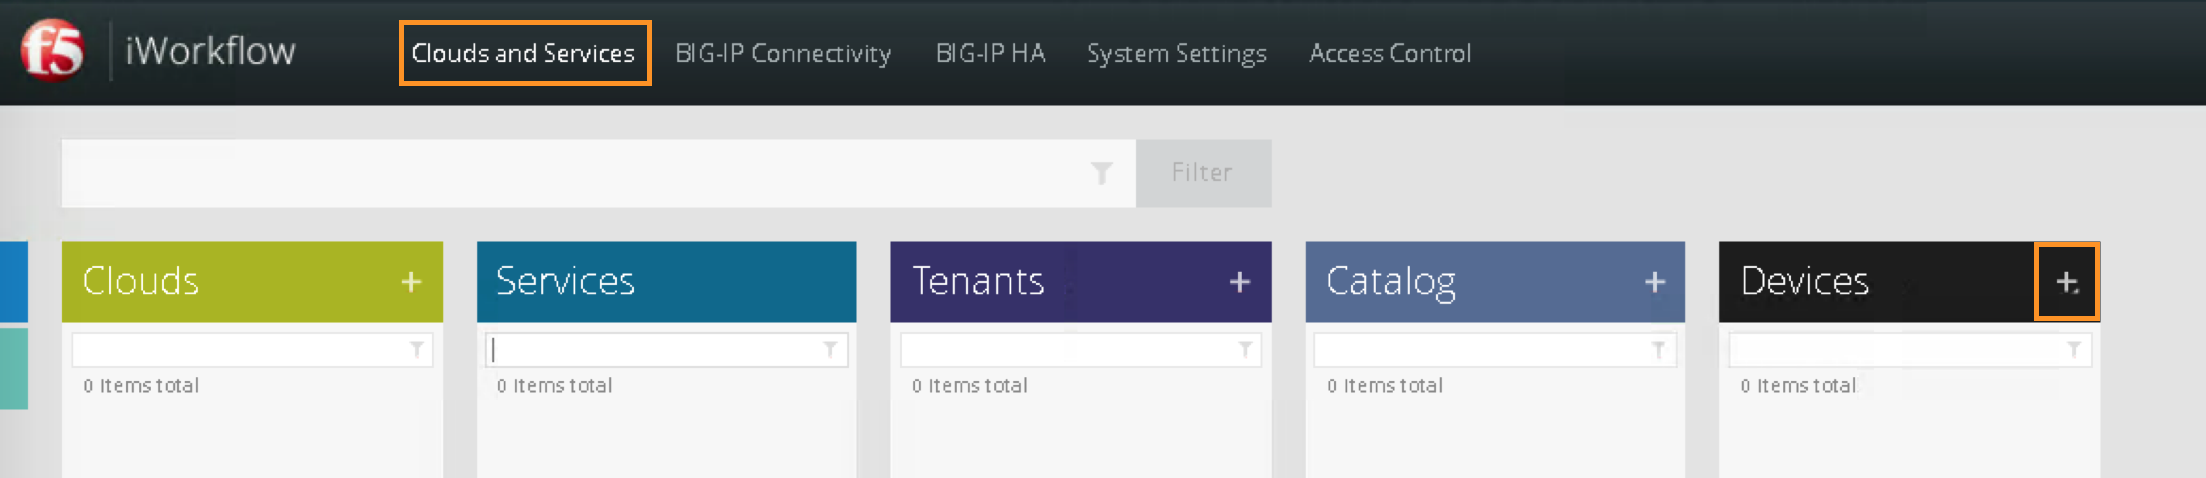 f5 iWorkflow Clouds and Services BIG-IP Connectivity BIG-IP HA System Settings Access Control
Filter
Clouds + Services Tenants + Catalog + Devices +
0 Items total 0 Items total 0 Items total 0 Items total 0 Items total